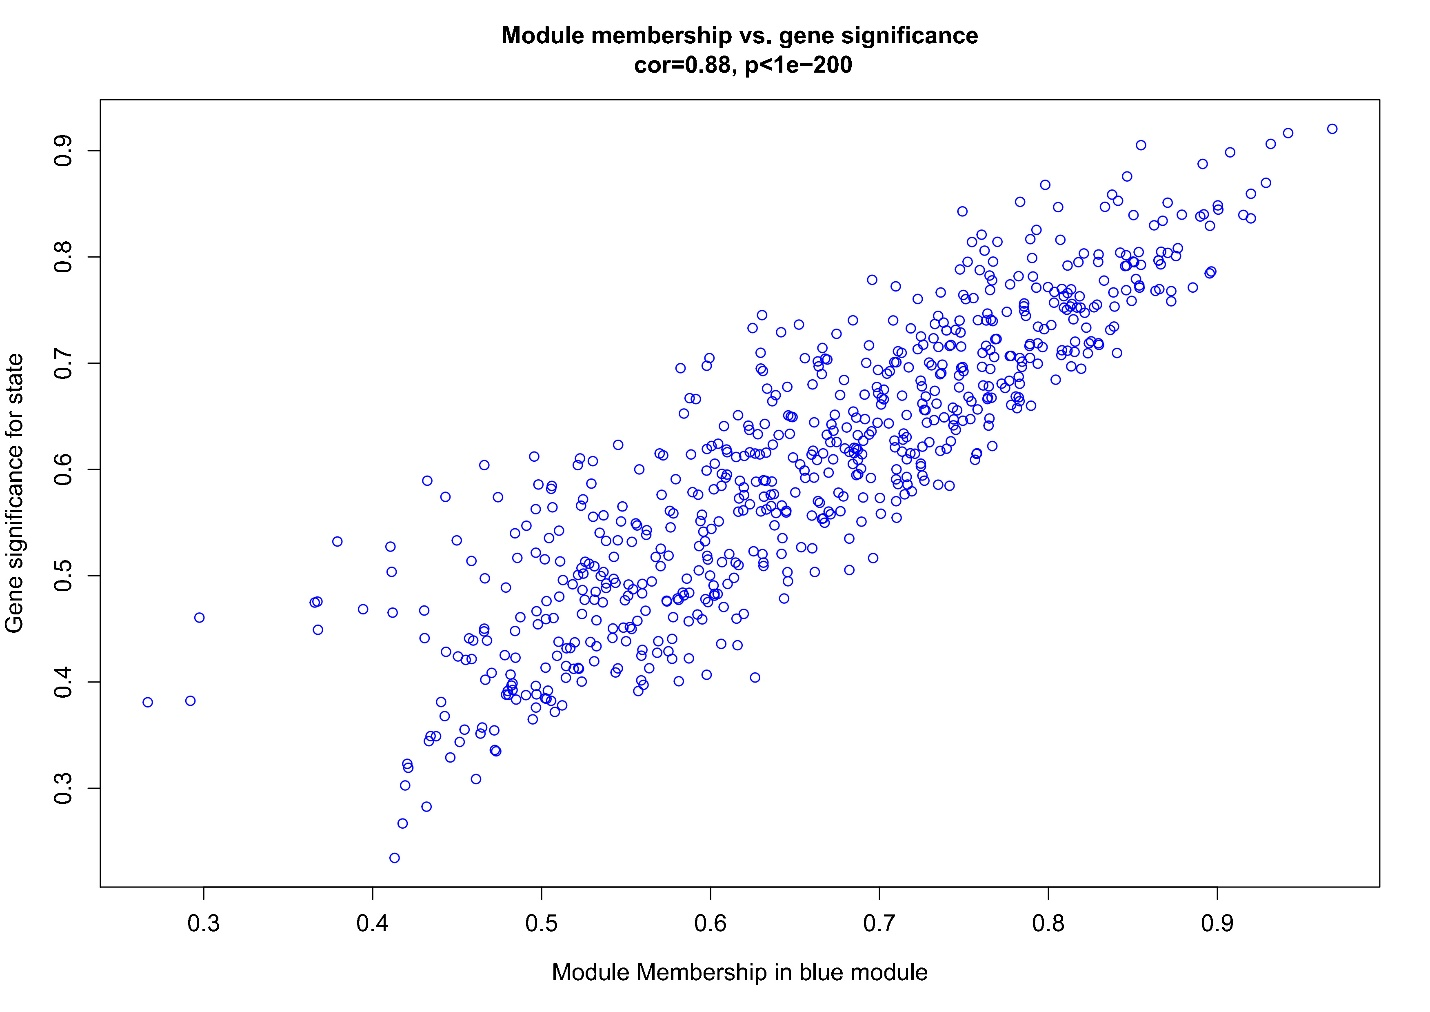 Module membership vs. gene significance
cor=0.88, p<1e−200
Gene significance for state
0.9
0.8
0.7
0.6
0.5
0.4
0.3
0.3 0.4 0.5 0.6 0.7 0.8 0.9
Module Membership in blue module